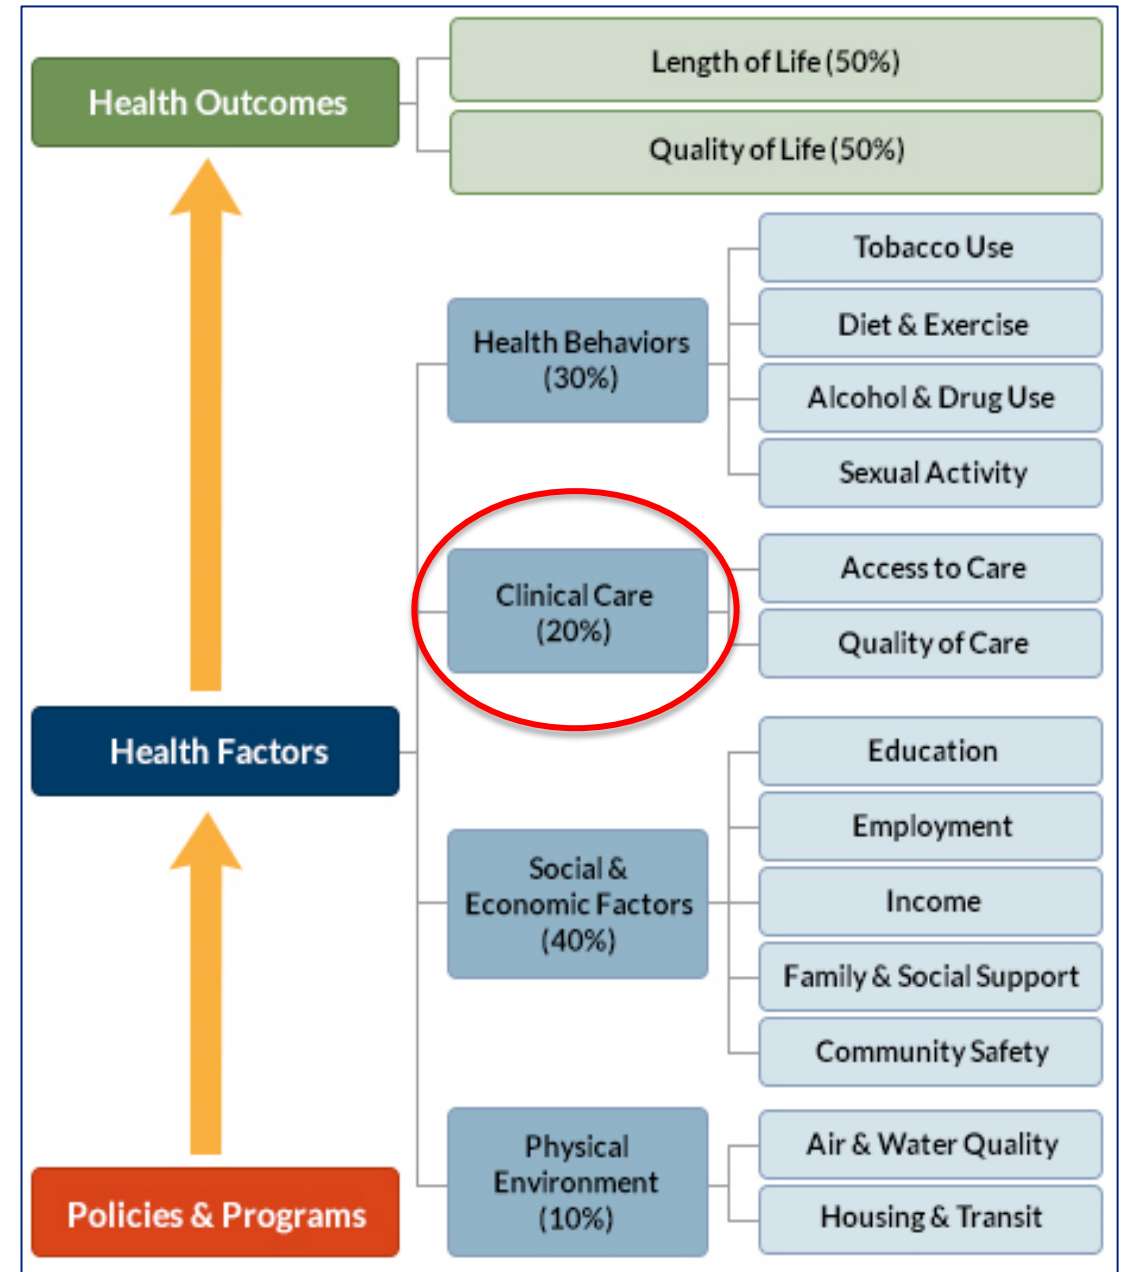 Health Outcomes
Length of Life (50%)
Quality of Life (50%)
Health Factors
Health Behaviors
(30%)
Tobacco Use
Diet & Exercise
Alcohol & Drug Use
Sexual Activity
Clinical Care
(20%)
Access to Care
Quality of Care
Social &
Economic Factors
(40%)
Education
Employment
Income
Family & Social Support
Community Safety
Physical
Environment
(10%)
Air & Water Quality
Housing & Transit
Policies & Programs